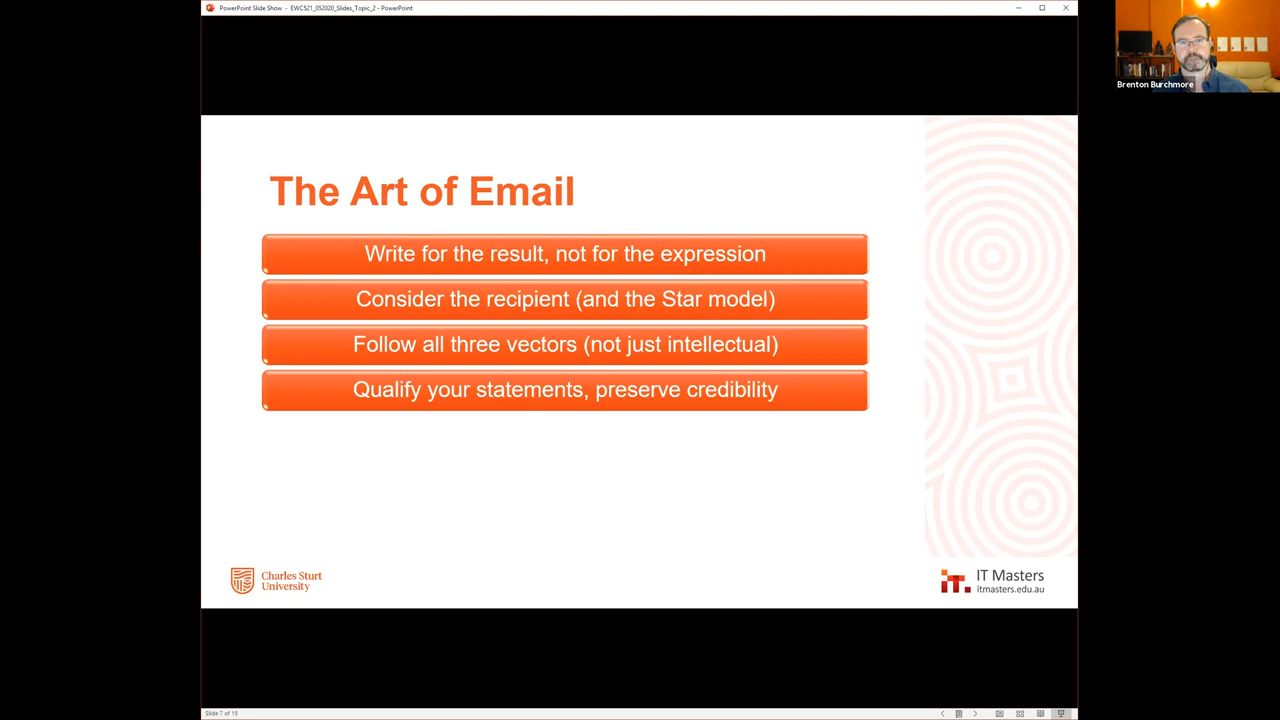 PowerPoint Slide Show - EWC521_052020_Slides_Topic_2 - PowerPoint
Brenton Burchmore
The Art of Email
Write for the result, not for the expression
Consider the recipient (and the Star model)
Follow all three vectors (not just intellectual)
Qualify your statements, preserve credibility
Charles Sturt
University
IT Masters
itmasters.edu.au
Slide 7 of 15